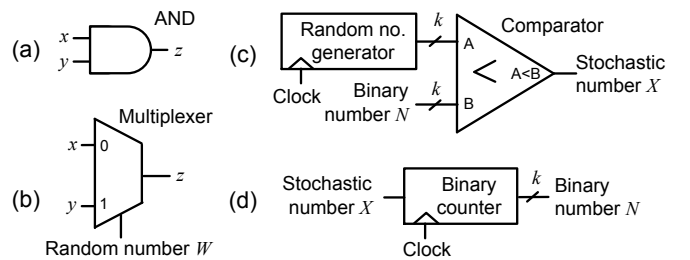 (a)
AND
x
y
z
(b)
Multiplexer
x
0
y
1
z
Random number W
(c)
Random no.
generator
Clock
k
Binary
number N
k
Comparator
A
<
A<B
B
Stochastic
number X
(d)
Stochastic
number X
Binary
counter
Clock
k
Binary
number N